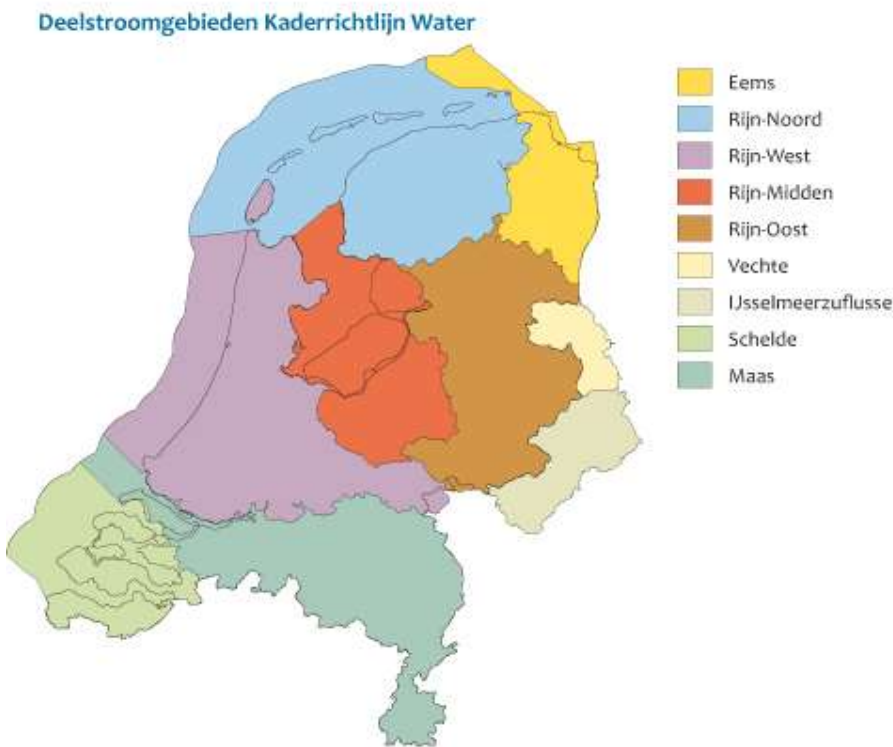 Deelstroomgebieden Kaderrichtlijn Water
Eems
Rijn-Noord
Rijn-West
Rijn-Midden
Rijn-Oost
Vechte
IJsselmeerzuflusse
Schelde
Maas